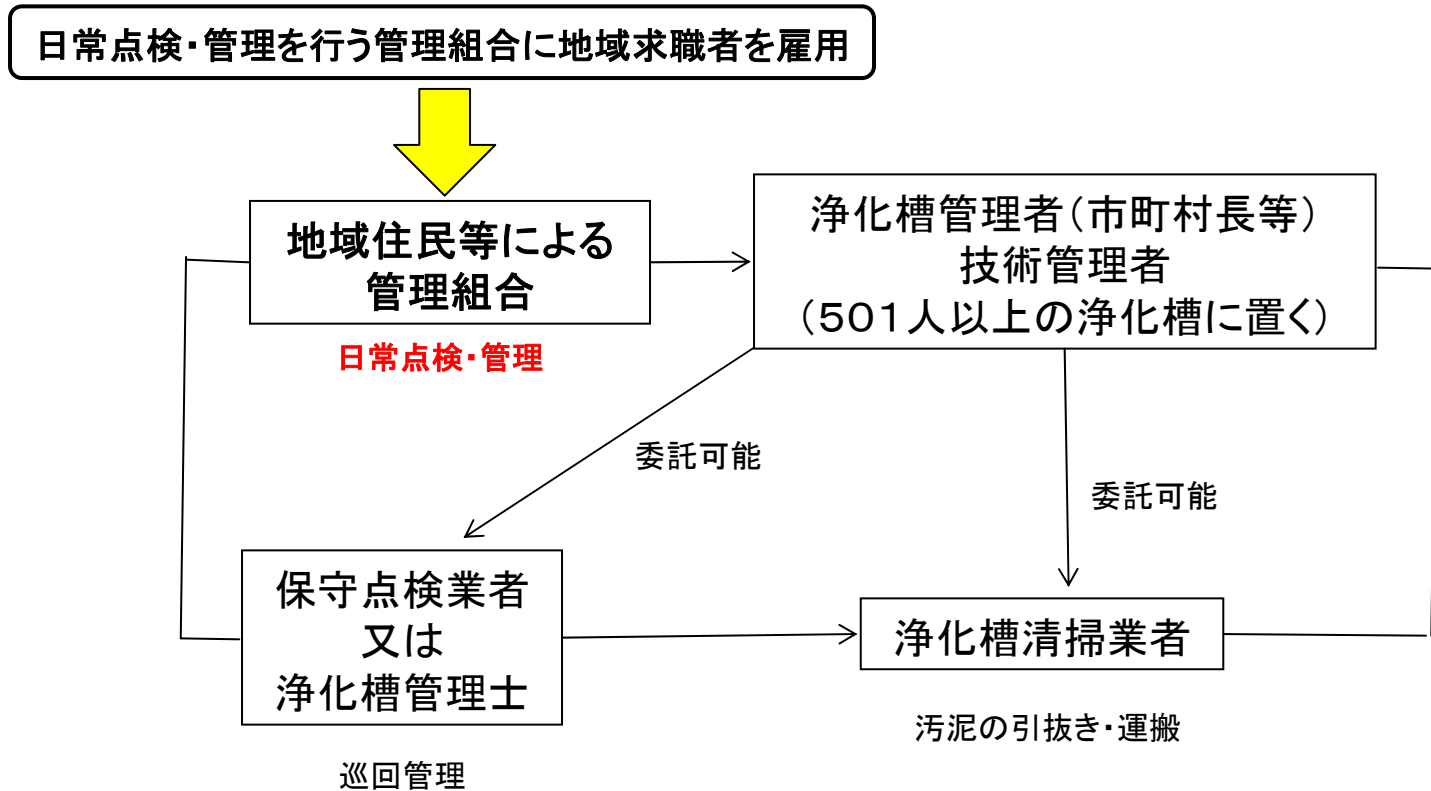 日常点検・管理を行う管理組合に地域求職者を雇用
地域住民等による
管理組合
日常点検・管理
浄化槽管理者（市町村長等）
技術管理者
（５０１人以上の浄化槽に置く）
委託可能
委託可能
保守点検業者
又は
浄化槽管理士
巡回管理
浄化槽清掃業者
汚泥の引抜き・運搬